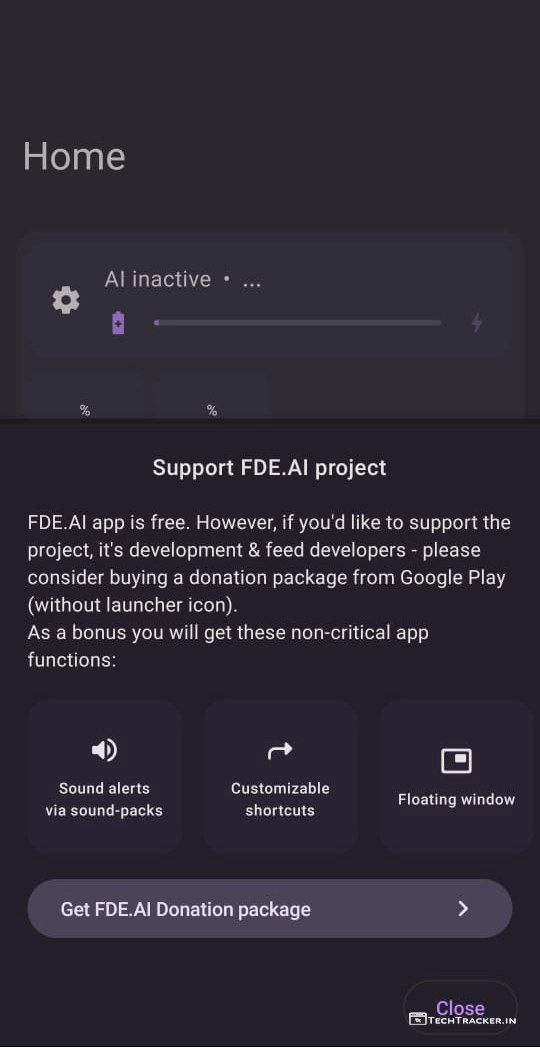 Home
AI inactive • ...
%
%
Support FDE.AI project
FDE.AI app is free. However, if you'd like to support the
project, it's development & feed developers - please
consider buying a donation package from Google Play
(without launcher icon).
As a bonus you will get these non-critical app
functions:
Sound alerts
via sound-packs
Customizable
shortcuts
Floating window
Get FDE.AI Donation package
Close
TECHTRACKER.IN